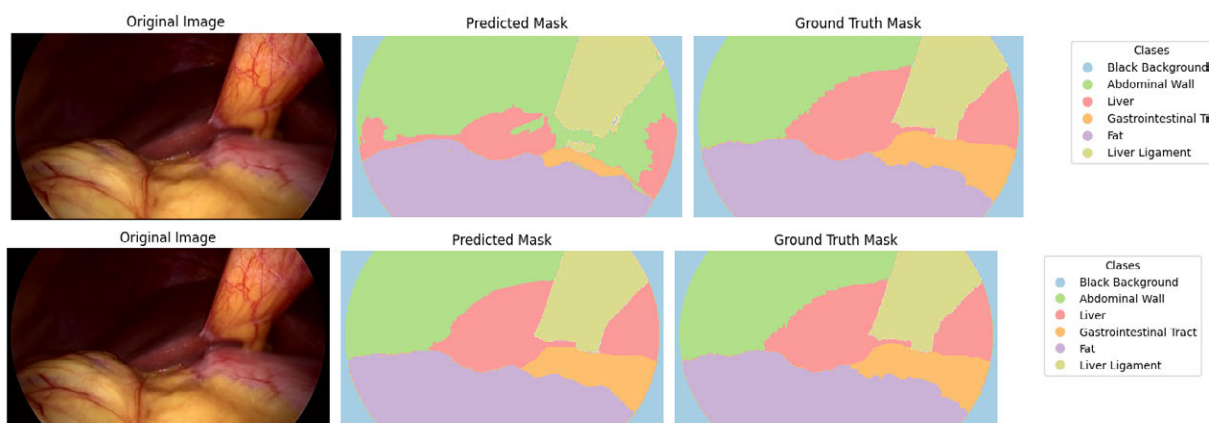 Original Image
Predicted Mask
Ground Truth Mask
Clases
Black Background
Abdominal Wall
Liver
Gastrointestinal Tr
Fat
Liver Ligament
Original Image
Predicted Mask
Ground Truth Mask
Clases
Black Background
Abdominal Wall
Liver
Gastrointestinal Tract
Fat
Liver Ligament